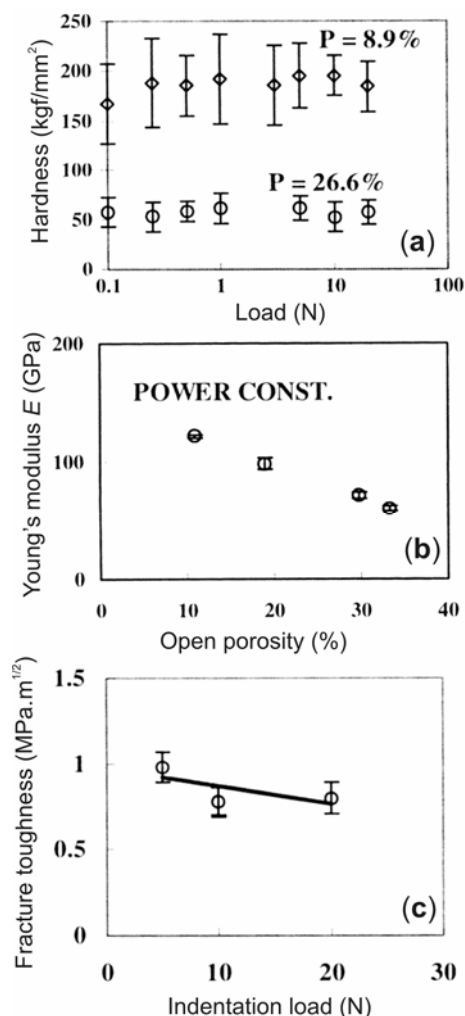 Hardness (kgf/mm²)
250
200
150
100
50
0
P = 8.9%
P = 26.6%
(a)
0.1
1
10
100
Load (N)
Young's modulus E (GPa)
200
100
0
POWER CONST.
(b)
0
10
20
30
40
Open porosity (%)
Fracture toughness (MPa.m1/2)
1.5
1
0.5
0
(c)
0
10
20
30
Indentation load (N)